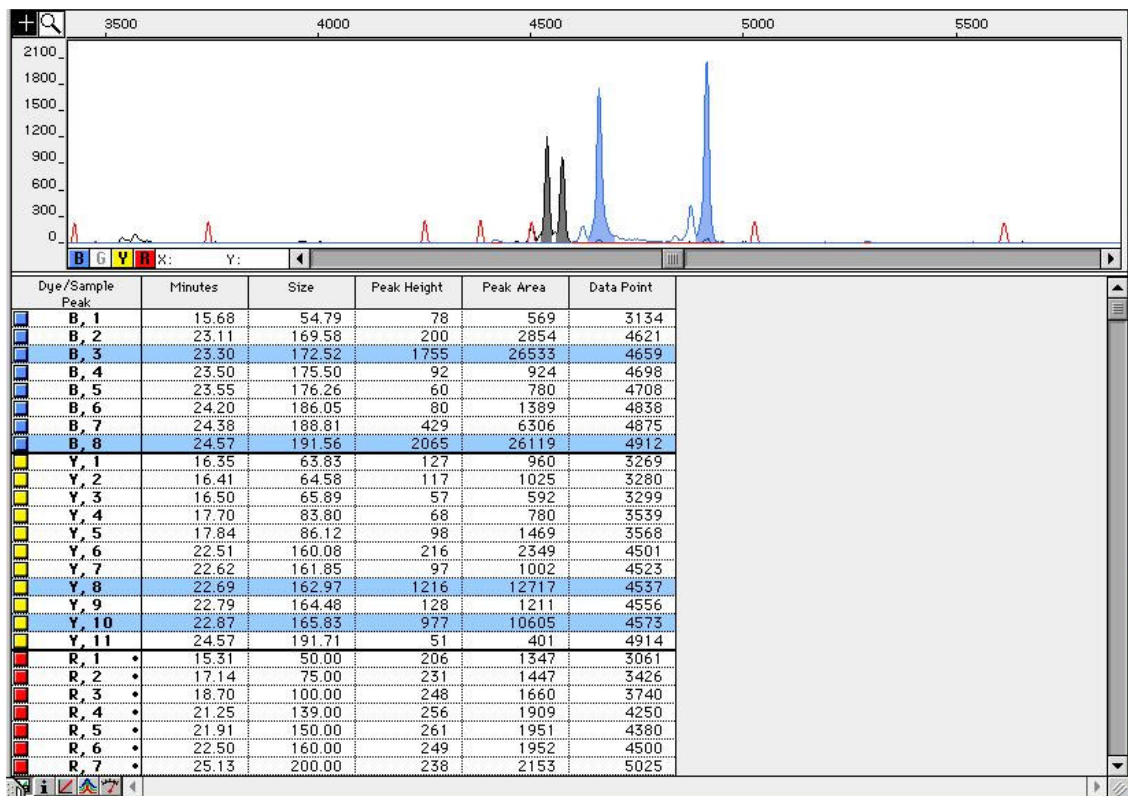 3500 4000 4500 5000 5500
2100
1800
1500
1200
900
600
300
0
B G Y R X: Y:
Dye/Sample Peak Minutes Size Peak Height Peak Area Data Point
B, 1 15.68 54.79 78 569 3134
B, 2 23.11 169.58 200 2854 4621
B, 3 23.30 172.52 1755 26533 4659
B, 4 23.50 175.50 92 924 4698
B, 5 23.55 176.26 60 780 4708
B, 6 24.20 186.05 80 1389 4838
B, 7 24.38 188.81 429 6306 4875
B, 8 24.57 191.56 2065 26119 4912
Y, 1 16.35 63.83 127 960 3269
Y, 2 16.41 64.58 117 1025 3280
Y, 3 16.50 65.89 57 592 3299
Y, 4 17.70 83.80 68 780 3539
Y, 5 17.84 86.12 98 1469 3568
Y, 6 22.51 160.08 216 2349 4501
Y, 7 22.62 161.85 97 1002 4523
Y, 8 22.69 162.97 1216 12717 4537
Y, 9 22.79 164.48 128 1211 4556
Y, 10 22.87 165.83 977 10605 4573
Y, 11 24.57 191.71 51 401 4914
R, 1 • 15.31 50.00 206 1347 3061
R, 2 • 17.14 75.00 231 1447 3426
R, 3 • 18.70 100.00 248 1660 3740
R, 4 • 21.25 139.00 256 1909 4250
R, 5 • 21.91 150.00 261 1951 4380
R, 6 • 22.50 160.00 249 1952 4500
R, 7 • 25.13 200.00 238 2153 5025